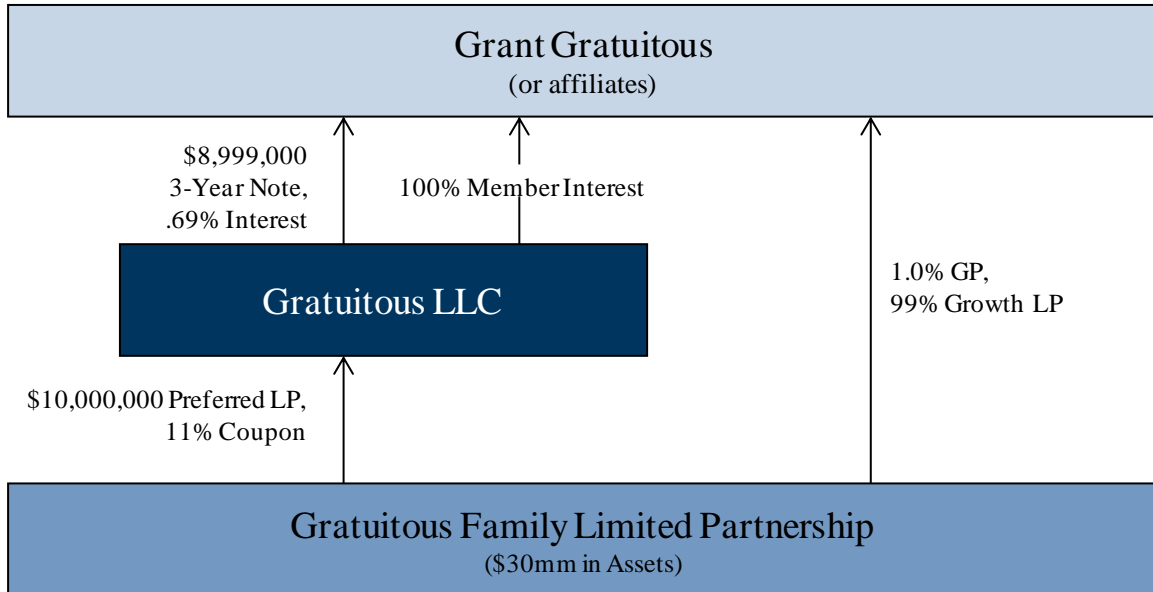 Grant Gratuitous
(or affiliates)
$8,999,000
3-Year Note,
.69% Interest
100% Member Interest
1.0% GP,
99% Growth LP
Gratuitous LLC
$10,000,000 Preferred LP,
11% Coupon
Gratuitous Family Limited Partnership
($30mm in Assets)